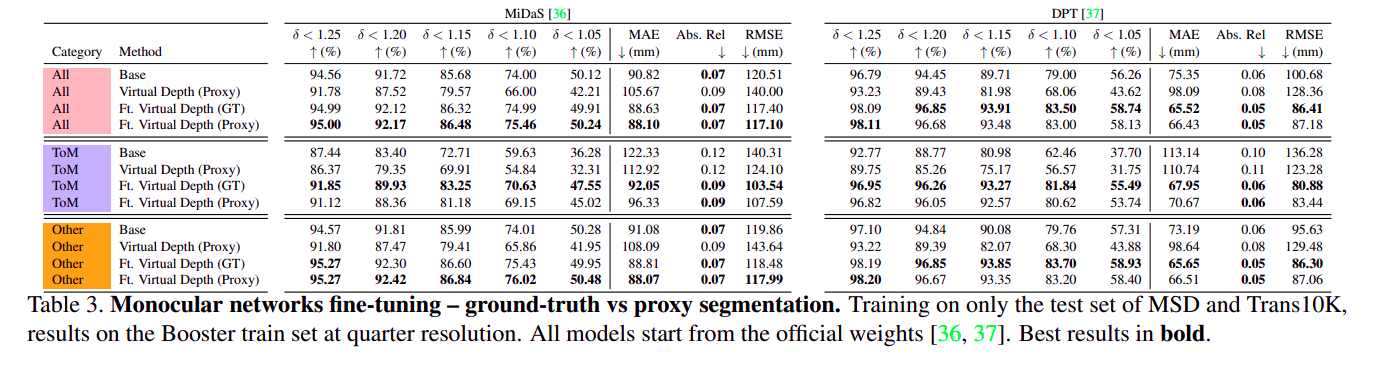 MiDaS [36] DPT [37]
δ < 1.25 δ < 1.20 δ < 1.15 δ < 1.10 δ < 1.05 MAE Abs. Rel RMSE δ < 1.25 δ < 1.20 δ < 1.15 δ < 1.10 δ < 1.05 MAE Abs. Rel RMSE
Category Method ↑ (%) ↑ (%) ↑ (%) ↑ (%) ↑ (%) ↓ (mm) ↓ ↓ (mm) ↑ (%) ↑ (%) ↑ (%) ↑ (%) ↑ (%) ↓ (mm) ↓ ↓ (mm)
All Base 94.56 91.72 85.68 74.00 50.12 90.82 0.07 120.51 96.79 94.45 89.71 79.00 56.26 75.35 0.06 100.68
All Virtual Depth (Proxy) 91.78 87.52 79.57 66.00 42.21 105.67 0.09 140.00 93.23 89.43 81.98 68.06 43.62 98.09 0.08 128.36
All Ft. Virtual Depth (GT) 94.99 92.12 86.32 74.99 49.91 88.63 0.07 117.40 98.09 96.85 93.91 83.50 58.74 65.52 0.05 86.41
All Ft. Virtual Depth (Proxy) 95.00 92.17 86.48 75.46 50.24 88.10 0.07 117.10 98.11 96.68 93.48 83.00 58.13 66.43 0.05 87.18
ToM Base 87.44 83.40 72.71 59.63 36.28 122.33 0.12 140.31 92.77 88.77 80.98 62.46 37.70 113.14 0.10 136.28
ToM Virtual Depth (Proxy) 86.37 79.35 69.91 54.84 32.31 112.92 0.12 124.10 89.75 85.26 75.17 56.57 31.75 110.74 0.11 123.28
ToM Ft. Virtual Depth (GT) 91.85 89.93 83.25 70.63 47.55 92.05 0.09 103.54 96.95 96.26 93.27 81.84 55.49 67.95 0.06 80.88
ToM Ft. Virtual Depth (Proxy) 91.12 88.36 81.18 69.15 45.02 96.33 0.09 107.59 96.82 96.05 92.57 80.62 53.74 70.67 0.06 83.44
Other Base 94.57 91.81 85.99 74.01 50.28 91.08 0.07 119.86 97.10 94.84 90.08 79.76 57.31 73.19 0.06 95.63
Other Virtual Depth (Proxy) 91.80 87.47 79.41 65.86 41.95 108.09 0.09 143.64 93.22 89.39 82.07 68.30 43.88 98.64 0.08 129.48
Other Ft. Virtual Depth (GT) 95.27 92.30 86.60 75.43 49.95 88.81 0.07 118.48 98.19 96.85 93.85 83.70 58.93 65.65 0.05 86.30
Other Ft. Virtual Depth (Proxy) 95.27 92.42 86.84 76.02 50.48 88.07 0.07 117.99 98.20 96.67 93.35 83.20 58.40 66.51 0.05 87.06
Table 3. Monocular networks fine-tuning – ground-truth vs proxy segmentation. Training on only the test set of MSD and Trans10K,
results on the Booster train set at quarter resolution. All models start from the official weights [36, 37]. Best results in bold.